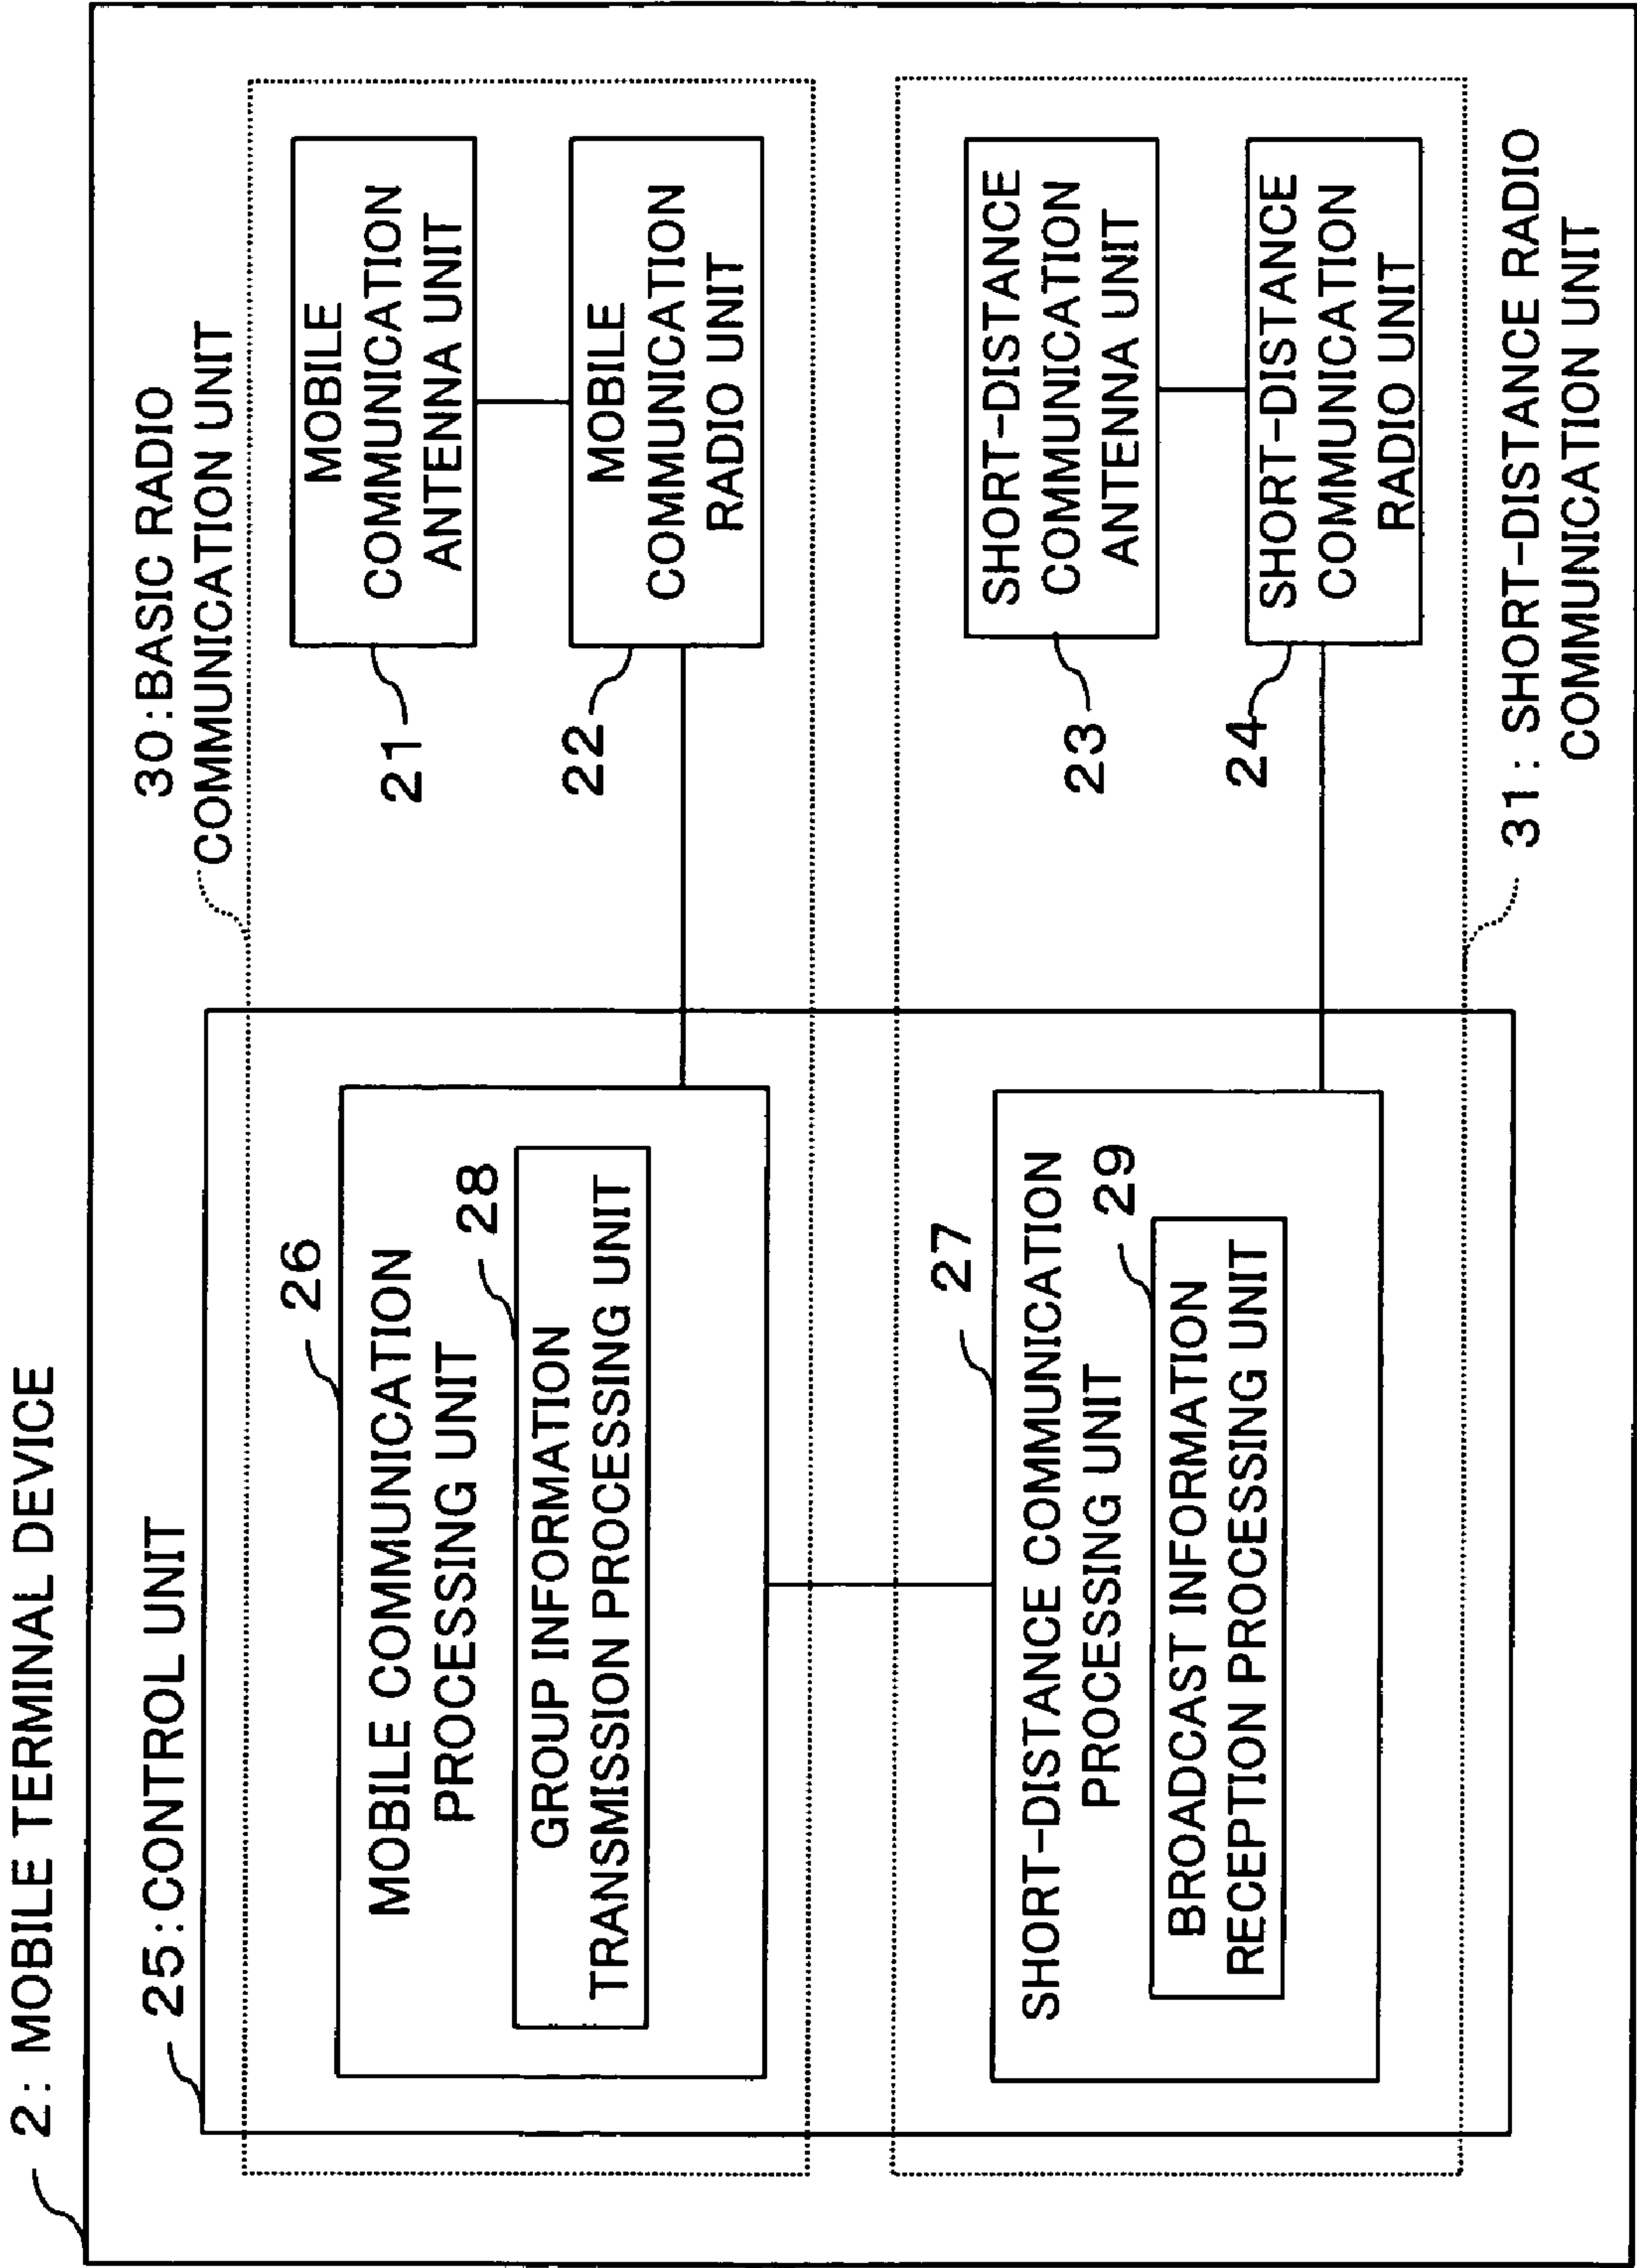 2: MOBILE TERMINAL DEVICE
25:CONTROL UNIT
30:BASIC RADIO
COMMUNICATION UNIT
26
MOBILE COMMUNICATION
PROCESSING UNIT
28
GROUP INFORMATION
TRANSMISSION PROCESSING UNIT
21
MOBILE
COMMUNICATION
ANTENNA UNIT
22
MOBILE
COMMUNICATION
RADIO UNIT
27
SHORT-DISTANCE COMMUNICATION
PROCESSING UNIT
29
BROADCAST INFORMATION
RECEPTION PROCESSING UNIT
23
SHORT-DISTANCE
COMMUNICATION
ANTENNA UNIT
24
SHORT-DISTANCE
COMMUNICATION
RADIO UNIT
31: SHORT-DISTANCE RADIO
COMMUNICATION UNIT